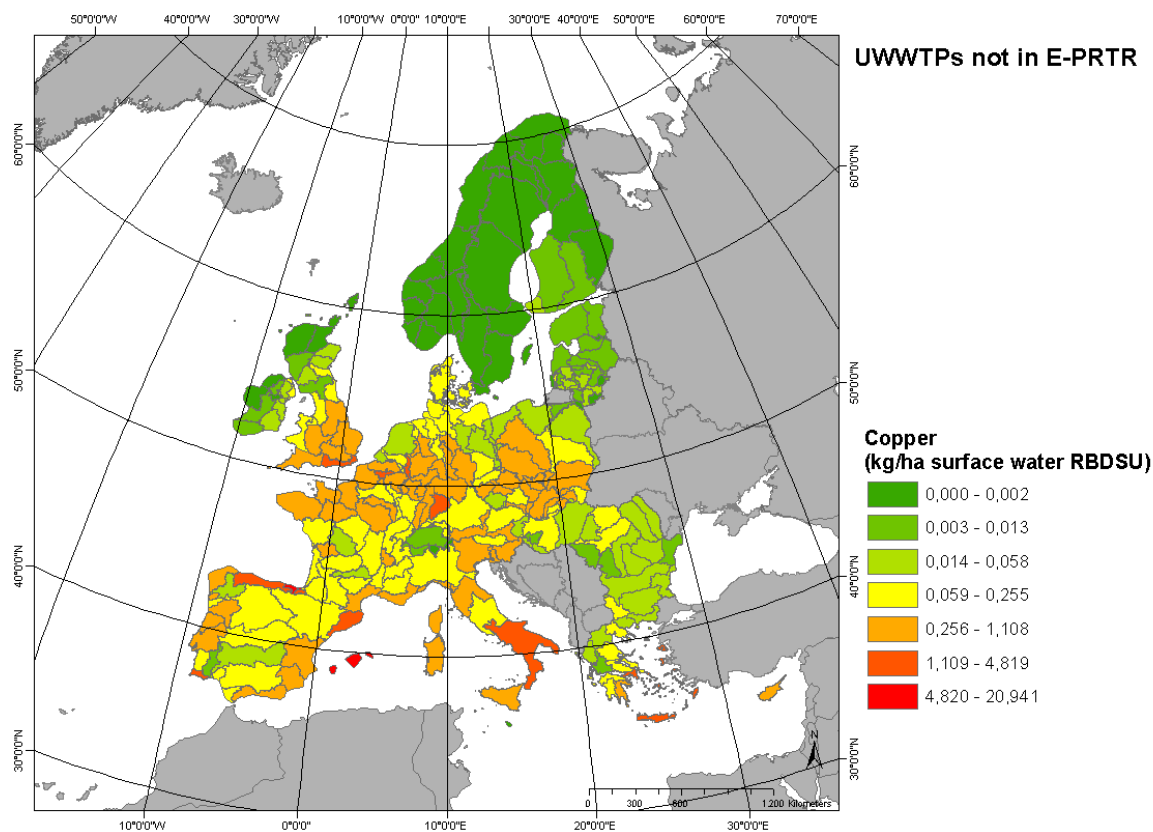 50°0'0"W 40°0'0"W 30°0'0"W 10°0'0"W 0°0'0" 10°0'0"E 30°0'0"E 40°0'0"E 50°0'0"E 70°0'0"E
UWWTPs not in E-PRTR
60°0'0"N 60°0'0"N
50°0'0"N 50°0'0"N
40°0'0"N 40°0'0"N
30°0'0"N 30°0'0"N
Copper
(kg/ha surface water RBDSU)
0,000 - 0,002
0,003 - 0,013
0,014 - 0,058
0,059 - 0,255
0,256 - 1,108
1,109 - 4,819
4,820 - 20,941
N
0 300 600 1.200 Kilometers
10°0'0"W 0°0'0"E 10°0'0"E 20°0'0"E 30°0'0"E